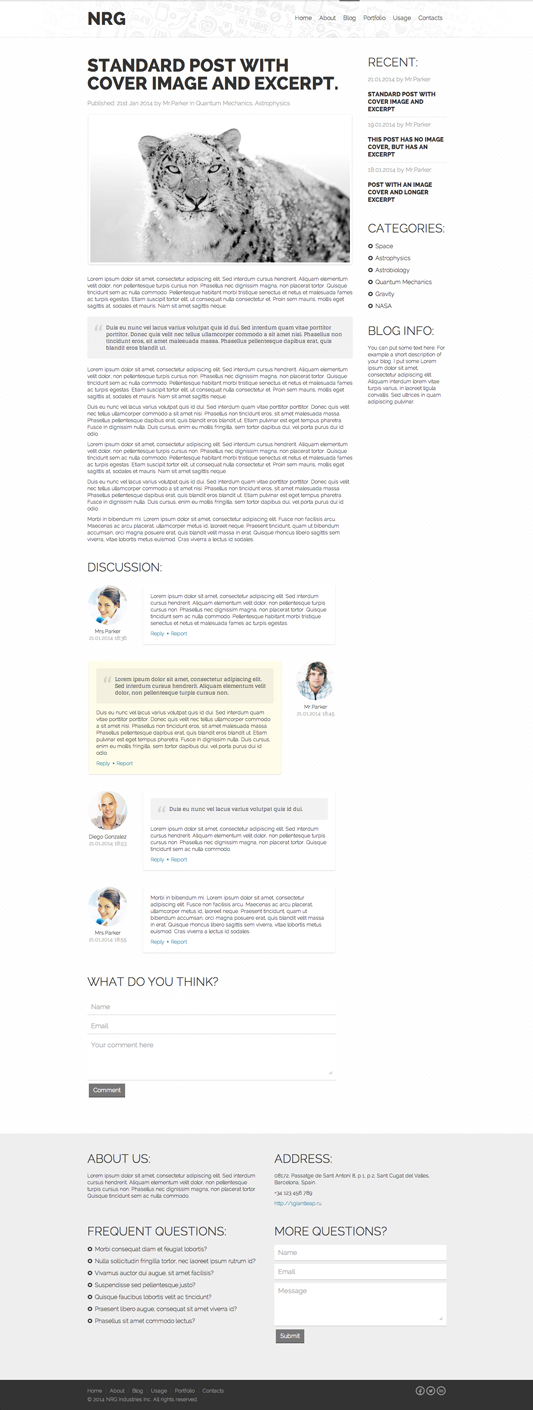 NRG
Home About Blog Portfolio Usage Contacts
STANDARD POST WITH
COVER IMAGE AND EXCERPT.
Published: 21st Jan 2014 by Mr.Parker in Quantum Mechanics, Astrophysics
Lorem ipsum dolor sit amet, consectetur adipiscing elit. Sed interdum cursus hendrerit. Aliquam elementum
velit dolor, non pellentesque turpis cursus non. Phasellus nec dignissim magna, non placerat tortor. Quisque
tincidunt enim at nulla commodo. Pellentesque habitant morbi tristique senectus et netus et malesuada fames
ac turpis egestas. Etiam suscipit tortor elit, ut consequat nulla consectetur et. Proin sem mauris, mollis eget
sagittis at, sodales et mauris. Nam sit amet sagittis neque.
Duis eu nunc vel lacus varius volutpat quis id dui. Sed interdum quam vitae porttitor
porttitor. Donec quis velit nec tellus ullamcorper commodo a sit amet nisi. Phasellus non
tincidunt eros, sit amet malesuada massa. Phasellus pellentesque dapibus erat, quis
blandit eros blandit ut.
Lorem ipsum dolor sit amet, consectetur adipiscing elit. Sed interdum cursus hendrerit. Aliquam elementum
velit dolor, non pellentesque turpis cursus non. Phasellus nec dignissim magna, non placerat tortor. Quisque
tincidunt enim at nulla commodo. Pellentesque habitant morbi tristique senectus et netus et malesuada fames
ac turpis egestas. Etiam suscipit tortor elit, ut consequat nulla consectetur et. Proin sem mauris, mollis eget
sagittis at, sodales et mauris. Nam sit amet sagittis neque.
Duis eu nunc vel lacus varius volutpat quis id dui. Sed interdum quam vitae porttitor porttitor. Donec quis velit
nec tellus ullamcorper commodo a sit amet nisi. Phasellus non tincidunt eros, sit amet malesuada massa.
Phasellus pellentesque dapibus erat, quis blandit eros blandit ut. Etiam pulvinar est eget tempus pharetra.
Fusce in dignissim nulla. Duis cursus, enim eu mollis fringilla, sem tortor dapibus dui, vel porta purus dui id
odio.
Lorem ipsum dolor sit amet, consectetur adipiscing elit. Sed interdum cursus hendrerit. Aliquam elementum
velit dolor, non pellentesque turpis cursus non. Phasellus nec dignissim magna, non placerat tortor. Quisque
tincidunt enim at nulla commodo. Pellentesque habitant morbi tristique senectus et netus et malesuada fames
ac turpis egestas. Etiam suscipit tortor elit, ut consequat nulla consectetur et. Proin sem mauris, mollis eget
sagittis at, sodales et mauris. Nam sit amet sagittis neque.
Duis eu nunc vel lacus varius volutpat quis id dui. Sed interdum quam vitae porttitor porttitor. Donec quis velit
nec tellus ullamcorper commodo a sit amet nisi. Phasellus non tincidunt eros, sit amet malesuada massa.
Phasellus pellentesque dapibus erat, quis blandit eros blandit ut. Etiam pulvinar est eget tempus pharetra.
Fusce in dignissim nulla. Duis cursus, enim eu mollis fringilla, sem tortor dapibus dui, vel porta purus dui id
odio.
Morbi in bibendum mi. Lorem ipsum dolor sit amet, consectetur adipiscing elit. Fusce non facilisis arcu.
Maecenas ac arcu placerat, ullamcorper metus id, laoreet neque. Praesent tincidunt, quam ut bibendum
accumsan, orci magna posuere erat, quis blandit velit massa in erat. Quisque rhoncus libero sagittis sem
viverra, vitae lobortis metus euismod. Cras viverra a lectus id sodales.
RECENT:
21.01.2014 by Mr.Parker
STANDARD POST WITH
COVER IMAGE AND
EXCERPT
19.01.2014 by Mr.Parker
THIS POST HAS NO IMAGE
COVER, BUT HAS AN
EXCERPT
18.01.2014 by Mr.Parker
POST WITH AN IMAGE
COVER AND LONGER
EXCERPT
CATEGORIES:
Space
Astrophysics
Astrobiology
Quantum Mechanics
Gravity
NASA
BLOG INFO:
You can put some text here. For
example a short description of
your blog. I put some Lorem
ipsum dolor sit amet,
consectetur adipiscing elit.
Aliquam interdum lorem vitae
turpis varius, in laoreet ligula
convallis. Sed ultrices in quam
adipiscing pulvinar.
DISCUSSION:
Mrs Parker
21.01.2014 18:36
Lorem ipsum dolor sit amet, consectetur adipiscing elit. Sed interdum
cursus hendrerit. Aliquam elementum velit dolor, non pellentesque turpis
cursus non. Phasellus nec dignissim magna, non placerat tortor. Quisque
tincidunt enim at nulla commodo. Pellentesque habitant morbi tristique
senectus et netus et malesuada fames ac turpis egestas.
Reply • Report
Lorem ipsum dolor sit amet, consectetur adipiscing elit.
Sed interdum cursus hendrerit. Aliquam elementum velit
dolor, non pellentesque turpis cursus non.
Duis eu nunc vel lacus varius volutpat quis id dui. Sed interdum quam
vitae porttitor porttitor. Donec quis velit nec tellus ullamcorper commodo
a sit amet nisi. Phasellus non tincidunt eros, sit amet malesuada massa.
Phasellus pellentesque dapibus erat, quis blandit eros blandit ut. Etiam
pulvinar est eget tempus pharetra. Fusce in dignissim nulla. Duis cursus,
enim eu mollis fringilla, sem tortor dapibus dui, vel porta purus dui id
odio.
Reply • Report
Mr Parker
21.01.2014 18:45
Diego Gonzalez
21.01.2014 18:53
Duis eu nunc vel lacus varius volutpat quis id dui.
Lorem ipsum dolor sit amet, consectetur adipiscing elit. Sed interdum
cursus hendrerit. Aliquam elementum velit dolor, non pellentesque turpis
cursus non. Phasellus nec dignissim magna, non placerat tortor. Quisque
tincidunt enim at nulla commodo.
Reply • Report
Mrs Parker
21.01.2014 18:55
Morbi in bibendum mi. Lorem ipsum dolor sit amet, consectetur adipiscing
elit. Fusce non facilisis arcu. Maecenas ac arcu placerat,
ullamcorper metus id, laoreet neque. Praesent tincidunt, quam ut
bibendum accumsan, orci magna posuere erat, quis blandit velit massa
in erat. Quisque rhoncus libero sagittis sem viverra, vitae lobortis metus
euismod. Cras viverra a lectus id sodales.
Reply • Report
WHAT DO YOU THINK?
Name
Email
Your comment here
Comment
ABOUT US:
Lorem ipsum dolor sit amet, consectetur adipiscing elit. Sed interdum
cursus hendrerit. Aliquam elementum velit dolor, non pellentesque
turpis cursus non. Phasellus nec dignissim magna, non placerat tortor.
Quisque tincidunt enim at nulla commodo.
ADDRESS:
08172, Passatge de Sant Antoni 8, p.1, p.2, Sant Cugat del Valles,
Barcelona, Spain
+34 123 456 789
FREQUENT QUESTIONS:
Morbi consequat diam et feugiat lobortis?
Nulla sollicitudin fringilla tortor, nec laoreet ipsum rutrum id?
Vivamus auctor dui augue, sit amet facilisis?
Suspendisse sed pellentesque justo?
Quisque faucibus lobortis velit ac tincidunt?
Praesent libero augue, consequat sit amet viverra id?
Phasellus sit amet commodo lectus?
MORE QUESTIONS?
Name
Email
Message
Submit
Home About Blog Usage Portfolio Contacts
© 2014 NRG Industries Inc. All rights reserved.